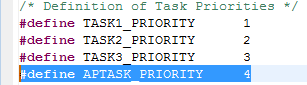 /* Definition of Task Priorities */
#define TASK1_PRIORITY 1
#define TASK2_PRIORITY 2
#define TASK3_PRIORITY 3
#define APTASK_PRIORITY 4